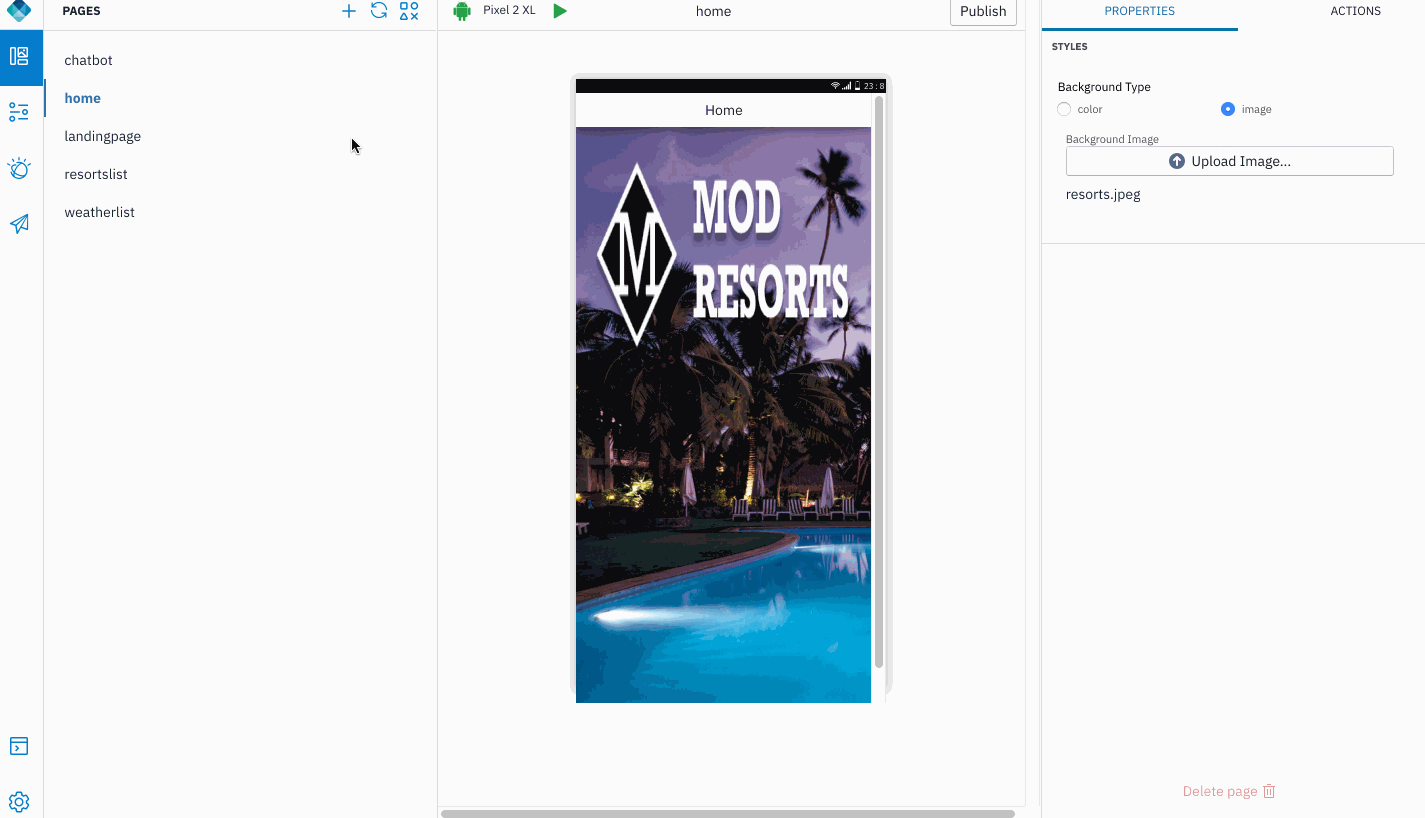 PAGES
chatbot
home
landingpage
resortslist
weatherlist
Pixel 2 XL
home
Publish
23:8
Home
M
MOD
RESORTS
PROPERTIES
ACTIONS
STYLES
Background Type
color
image
Background Image
Upload Image...
resorts.jpeg
Delete page